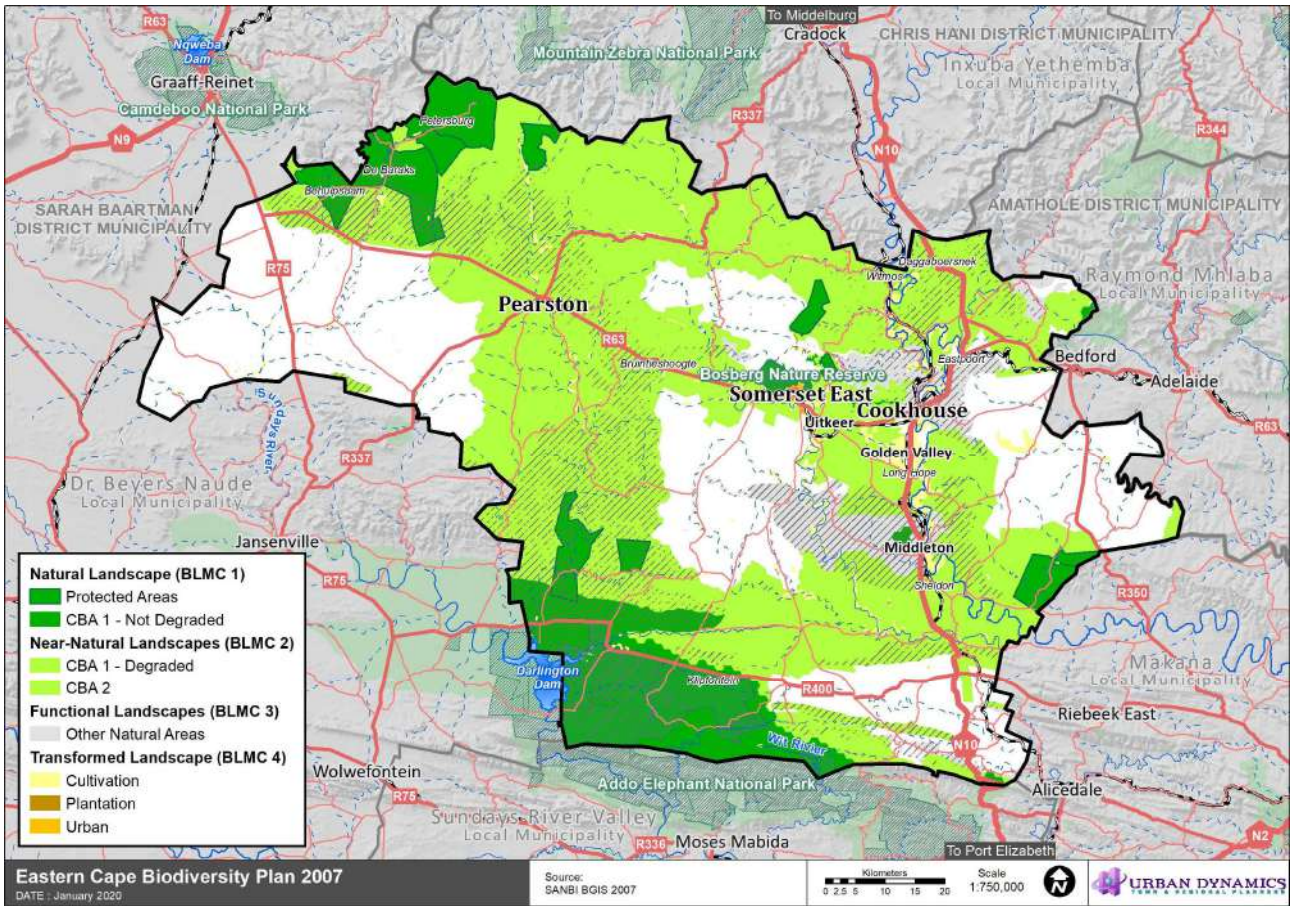 To Middelburg
R63
Nqweba
Dam
Graaff-Reinet
Camdeboo National Park
N9
Mountain Zebra National Park
Cradock
CHRIS HANI DISTRICT MUNICIPALITY
Inxuba Yethemba
Local Municipality
R337
N10
R344
Petersburg
De Baraks
SARAH BAARTMAN
DISTRICT MUNICIPALITY
AMATHOLE DISTRICT MUNICIPALITY
R75
Daggaboersnek
Witmos
Raymond Mhlaba
Local Municipality
Pearston
R63
Bruintjieshoogte
Bosberg Nature Reserve
Somerset East
Cookhouse
Eastpoort
Bedford
Adelaide
R63
Uitkeer
Golden Valley
Long Hope
Sundays River
R337
Dr Beyers Naude
Local Municipality
Jansenville
R75
Middleton
Sheldon
R350
Makana
Local Municipality
Darlington
Dam
Klipfontein
R400
Riebeek East
Wit Rivier
N10
Addo Elephant National Park
Alicedale
Wolwefontein
R75
Sundays River Valley
Local Municipality
R336
Moses Mabida
To Port Elizabeth
N2
Natural Landscape (BLMC 1)
Protected Areas
CBA 1 - Not Degraded
Near-Natural Landscapes (BLMC 2)
CBA 1 - Degraded
CBA 2
Functional Landscapes (BLMC 3)
Other Natural Areas
Transformed Landscape (BLMC 4)
Cultivation
Plantation
Urban
Eastern Cape Biodiversity Plan 2007
DATE : January 2020
Source:
SANBI BGIS 2007
Kilometers
0 2.5 5 10 15 20
Scale
1:750,000
N
URBAN DYNAMICS
TOWN & REGIONAL PLANNERS